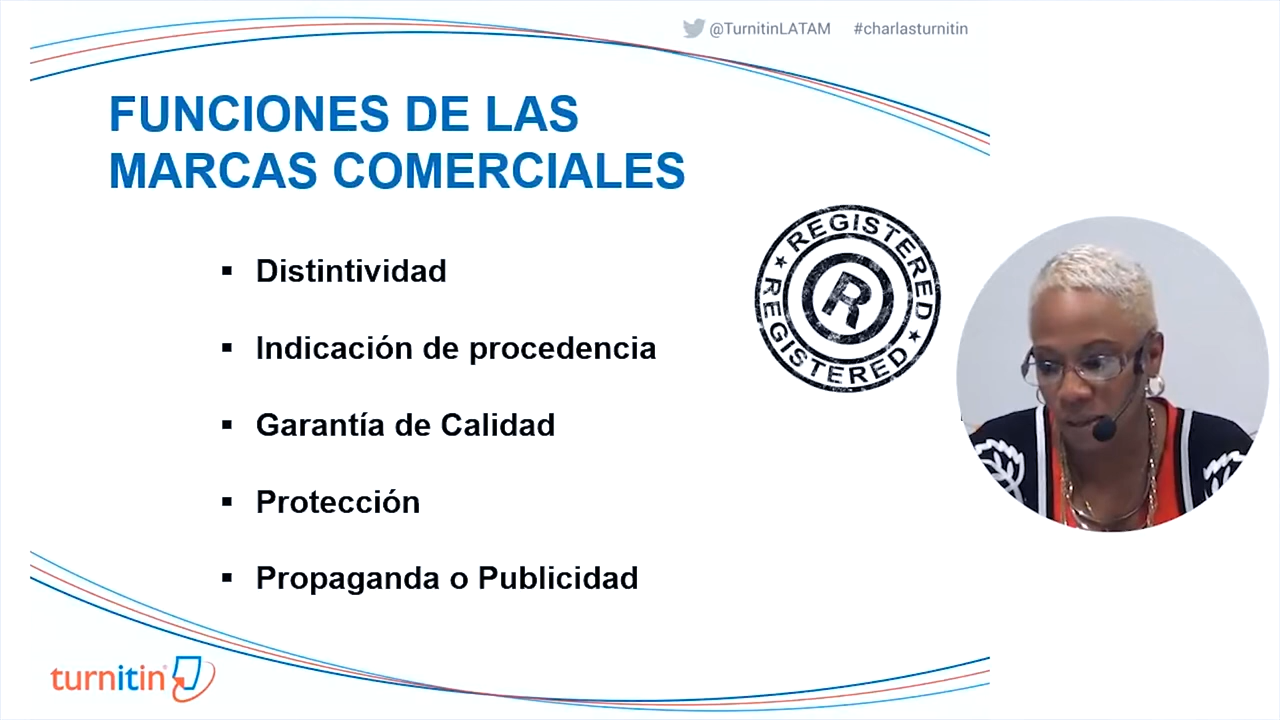 @TurnitinLATAM #charlasturnitin
FUNCIONES DE LAS
MARCAS COMERCIALES
▪ Distintividad
▪ Indicación de procedencia
▪ Garantía de Calidad
▪ Protección
▪ Propaganda o Publicidad
REGISTERED
R
REGISTERED
turnitin